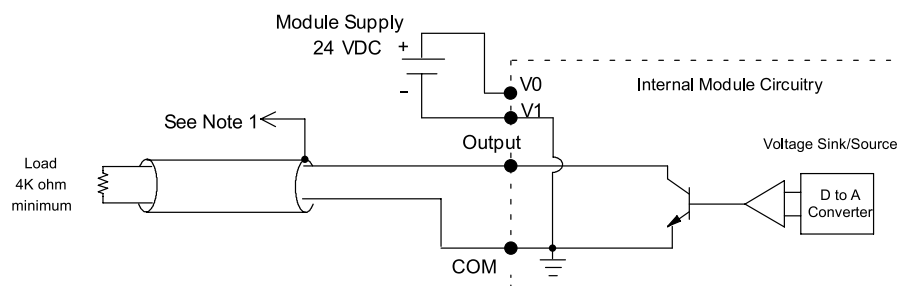 Module Supply
24 VDC
+
-
V0
V1
Internal Module Circuitry
See Note 1
Output
Voltage Sink/Source
Load
4K ohm
minimum
D to A
Converter
COM